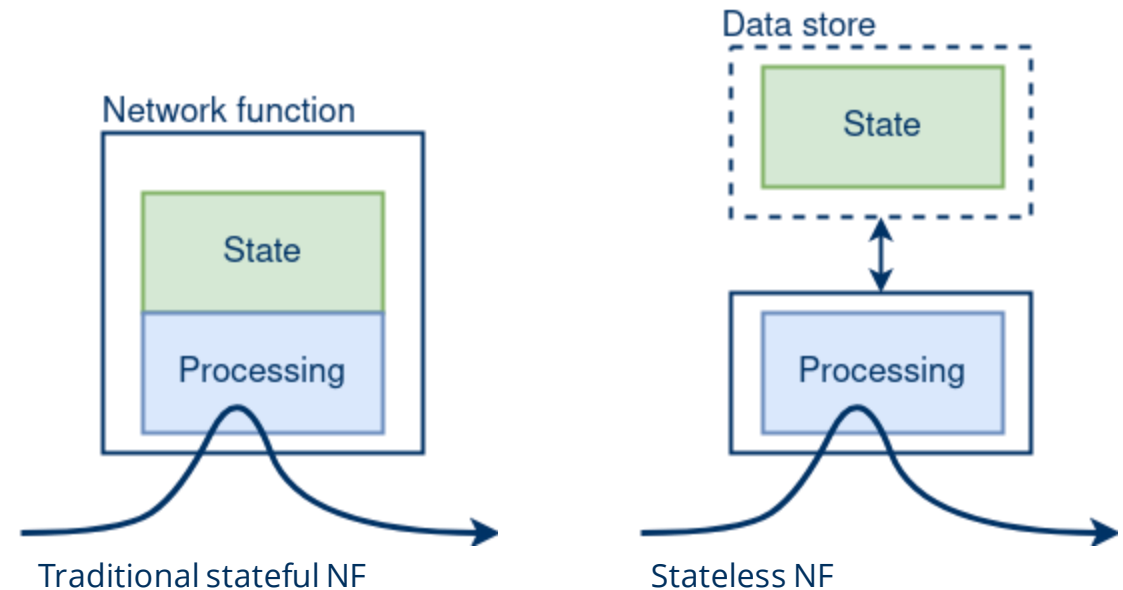 Network function
State
Processing
Traditional stateful NF
Data store
State
Processing
Stateless NF